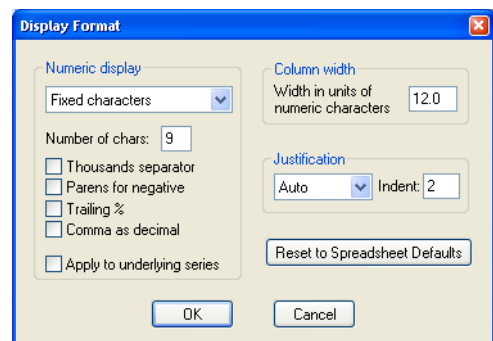 Display Format
Numeric display
Fixed characters
Number of chars: 9
Thousands separator
Parens for negative
Trailing %
Comma as decimal
Apply to underlying series
Column width
Width in units of
numeric characters
12.0
Justification
Auto
Indent: 2
Reset to Spreadsheet Defaults
OK
Cancel